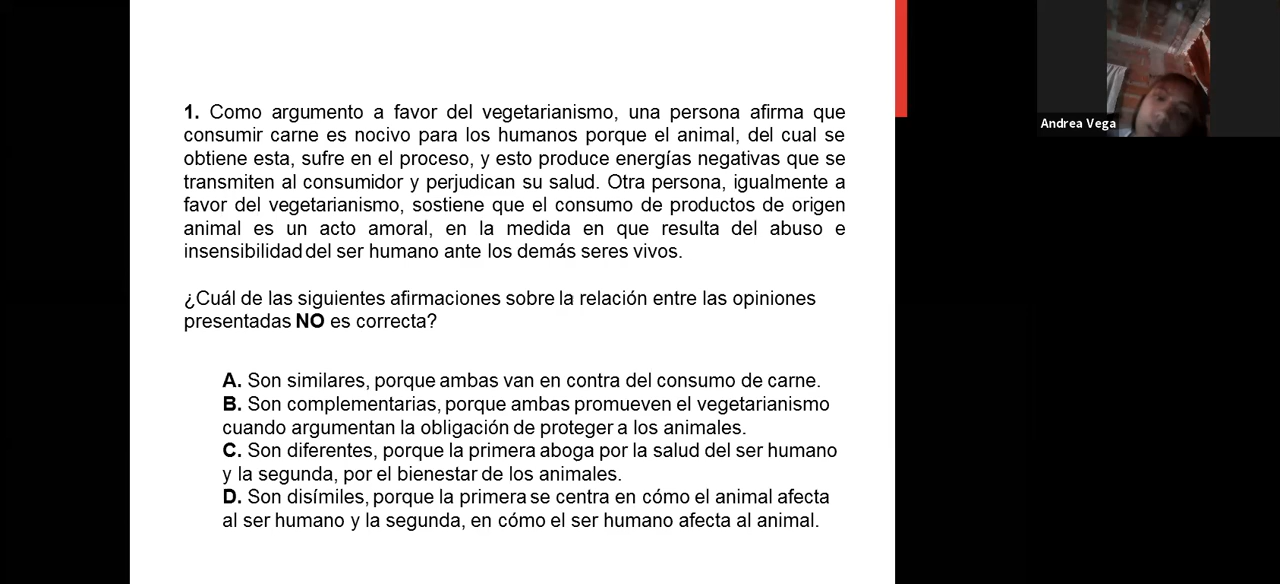 1. Como argumento a favor del vegetarianismo, una persona afirma que
consumir carne es nocivo para los humanos porque el animal, del cual se
obtiene esta, sufre en el proceso, y esto produce energías negativas que se
transmiten al consumidor y perjudican su salud. Otra persona, igualmente a
favor del vegetarianismo, sostiene que el consumo de productos de origen
animal es un acto amoral, en la medida en que resulta del abuso e
insensibilidad del ser humano ante los demás seres vivos.
¿Cuál de las siguientes afirmaciones sobre la relación entre las opiniones
presentadas NO es correcta?
A. Son similares, porque ambas van en contra del consumo de carne.
B. Son complementarias, porque ambas promueven el vegetarianismo
cuando argumentan la obligación de proteger a los animales.
C. Son diferentes, porque la primera aboga por la salud del ser humano
y la segunda, por el bienestar de los animales.
D. Son disímiles, porque la primera se centra en cómo el animal afecta
al ser humano y la segunda, en cómo el ser humano afecta al animal.
Andrea Vega